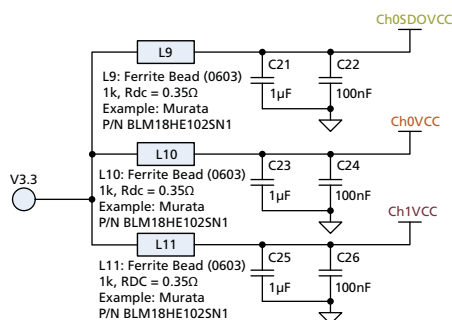 Ch0SDOVCC
L9
C21
C22
L9: Ferrite Bead (0603)
1k, Rdc = 0.35Ω
Example: Murata
P/N BLM18HE102SN1
1µF
100nF
Ch0VCC
L10
C23
C24
V3.3
L10: Ferrite Bead (0603)
1k, Rdc = 0.35Ω
Example: Murata
P/N BLM18HE102SN1
1µF
100nF
Ch1VCC
L11
C25
C26
L11: Ferrite Bead (0603)
1k, RDC = 0.35Ω
Example: Murata
P/N BLM18HE102SN1
1µF
100nF